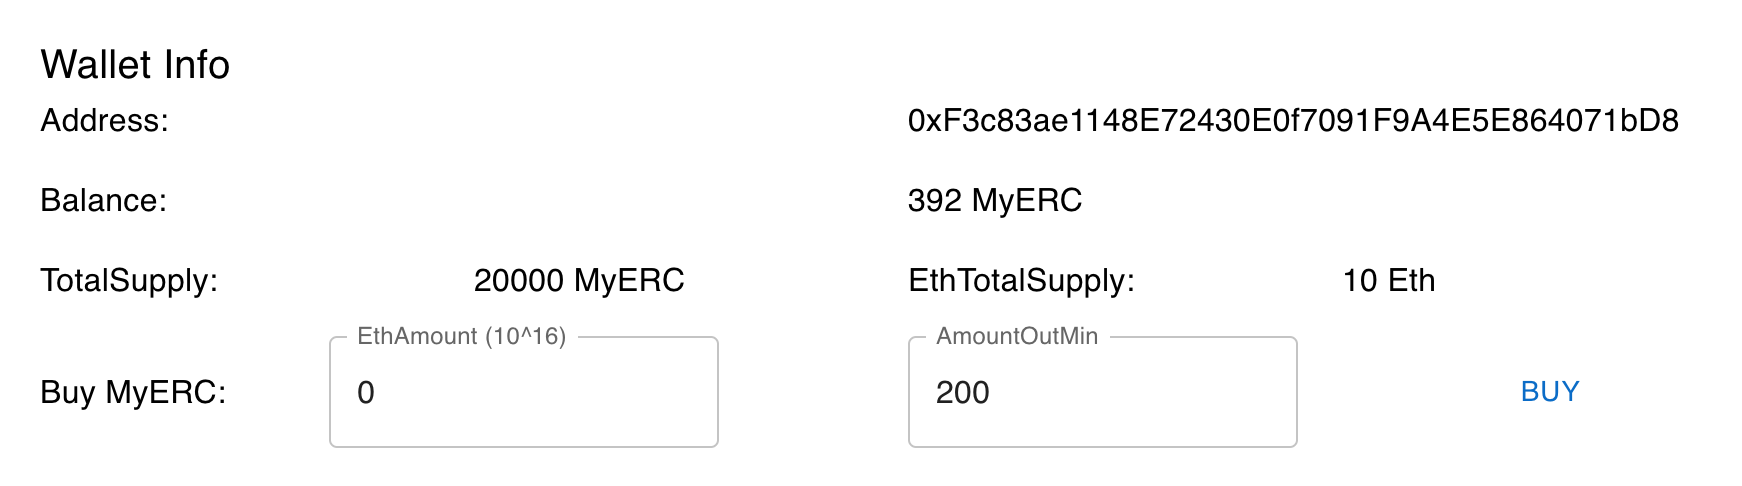 Wallet Info
Address: 0xF3c83ae1148E72430E0f7091F9A4E5E864071bD8
Balance: 392 MyERC
TotalSupply: 20000 MyERC EthTotalSupply: 10 Eth
EthAmount (10^16) AmountOutMin
Buy MyERC: 0 200 BUY